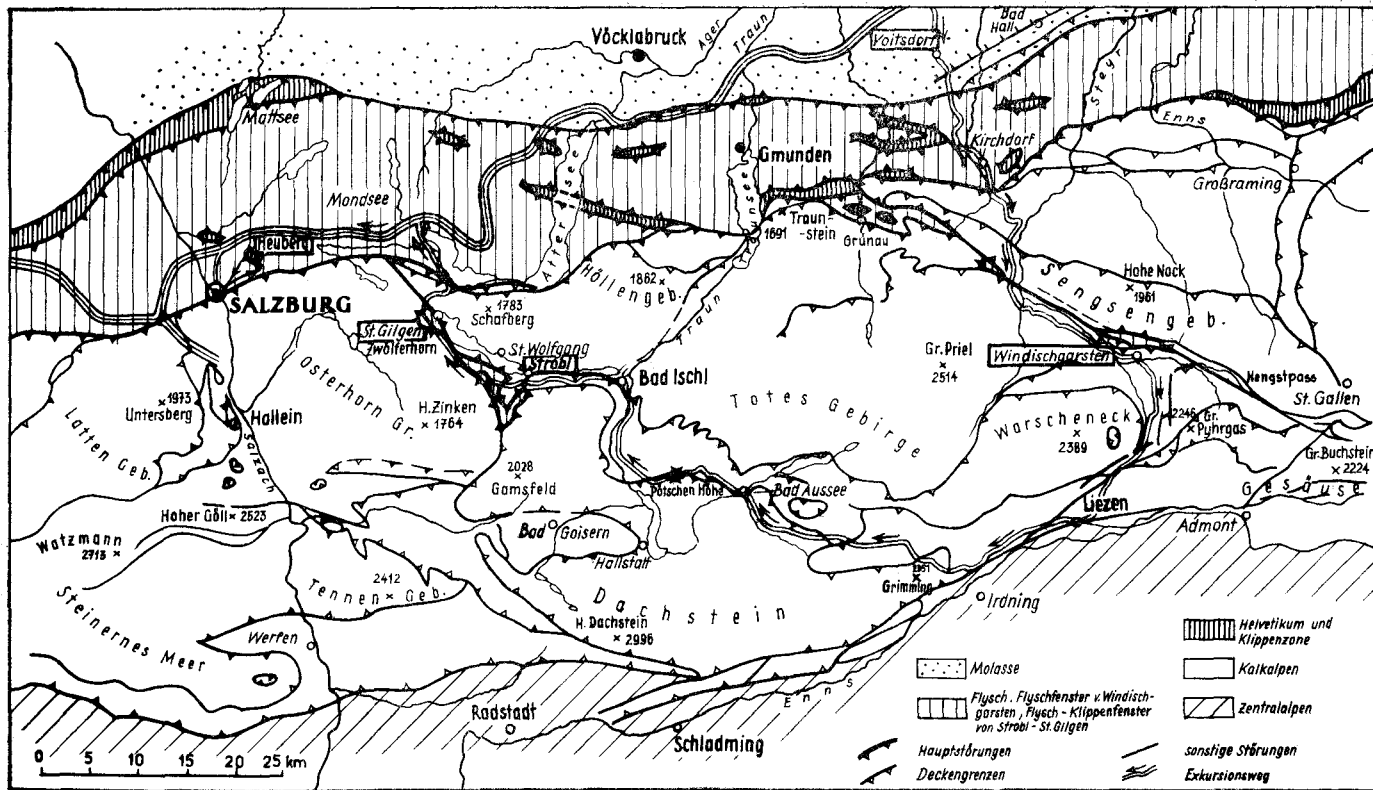 Vöcklabruck
Ager
Traun
Voitsdorf
Bad
Hall
Steyr
Mattsee
Enns
Kirchdorf
Gmunden
Großraming
Mondsee
Attersee
Traunsee
1691
Traun-
-stein
Grünau
Heuberg
SALZBURG
Höllengeb.
1862
Hohe Nock
1961
Sengsengeb.
1783
Schafberg
Traun
St. Gilgen
Zwölferhorn
St. Wolfgang
Strobl
Gr. Priel
2514
Windischgarsten
Bad Ischl
Hengstpass
St. Gallen
1973
Untersberg
Osterhorn
Gr.
H. Zinken
1764
Totes Gebirge
Warscheneck
2389
2246
Gr.
Pyhrgas
Hallein
Latten Geb.
Salzach
Gr. Buchstein
2224
2028
Gamsfeld
Pötschen Höhe
Bad Aussee
Gesäuse
Hoher Göll
2523
Bad
Goisern
Liezen
Admont
Watzmann
2713
Hallstatt
2351
Grimming
Steinernes Meer
2412
Tennen Geb.
Dachstein
H. Dachstein
2996
Irdning
Werfen
Enns
Radstadt
Schladming
0 5 10 15 20 25
km
Helvetikum und
Klippenzone
Molasse
Kalkalpen
Flysch, Flyschfenster v. Windisch-
garsten, Flysch-Klippenfenster
von Strobl-St. Gilgen
Zentralalpen
Hauptstörungen
sonstige Störungen
Deckengrenzen
Exkursionsweg